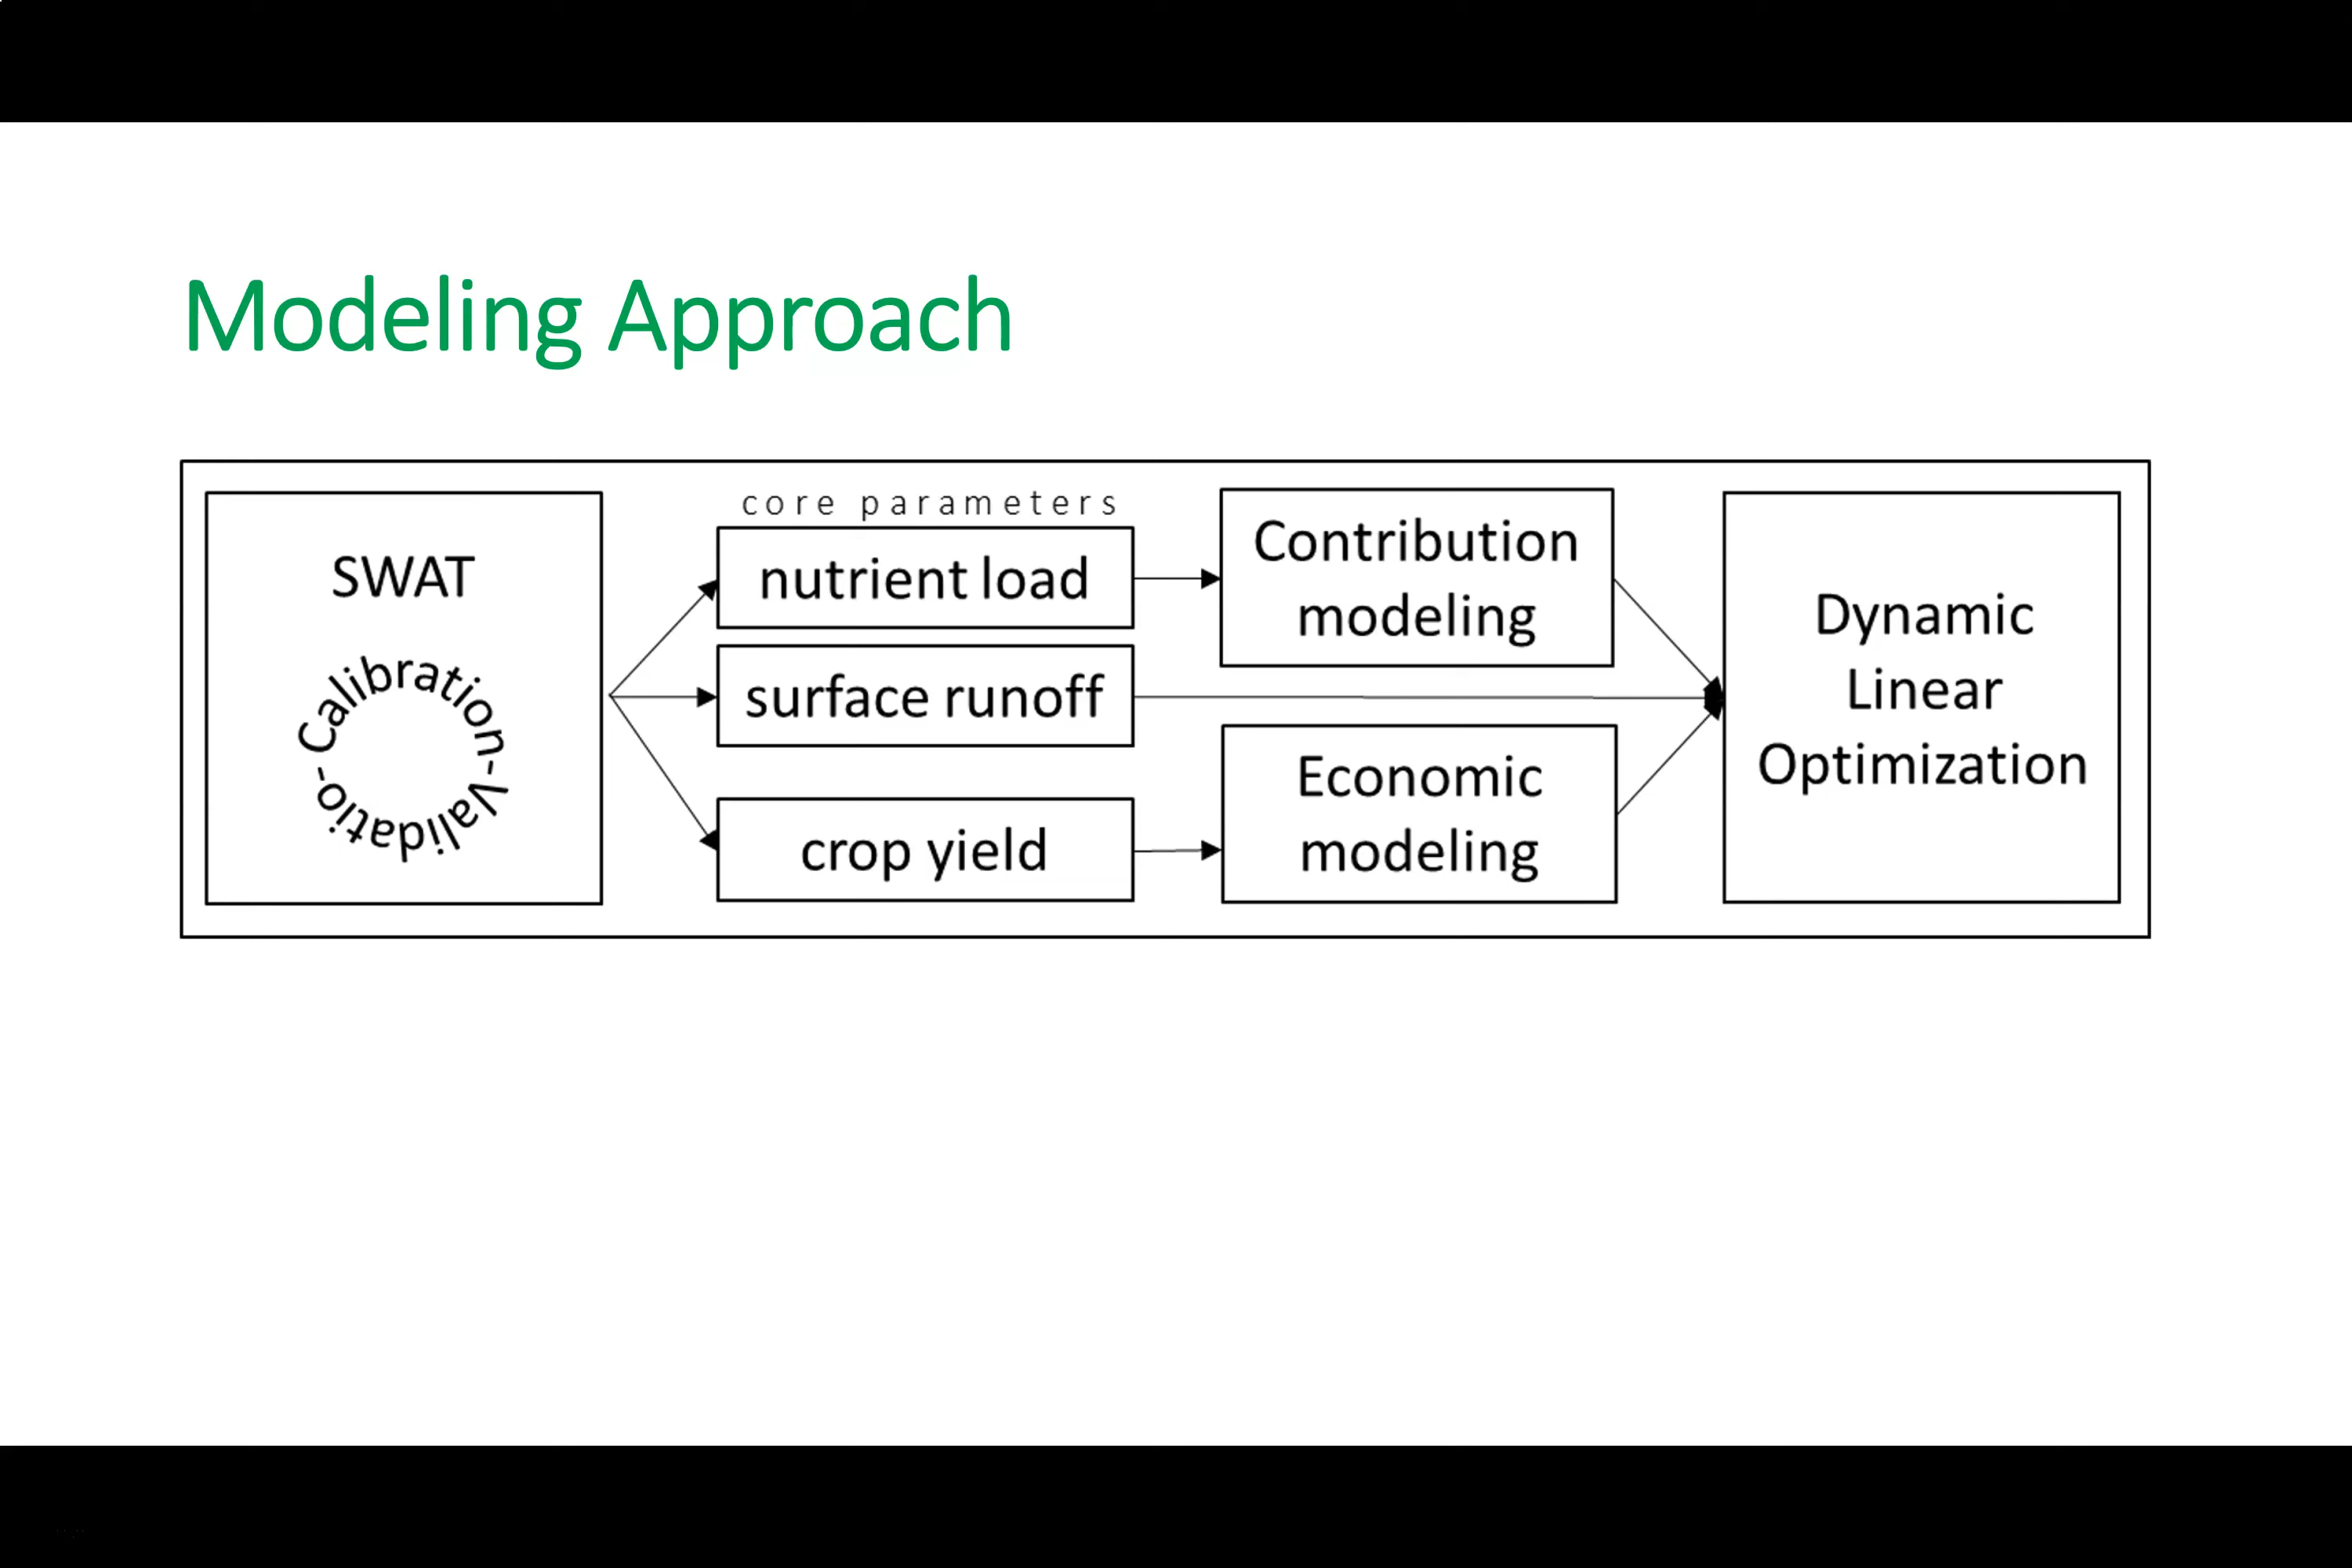 Modeling Approach
SWAT
Calibration-Validatio-
core parameters
nutrient load
surface runoff
crop yield
Contribution
modeling
Economic
modeling
Dynamic
Linear
Optimization